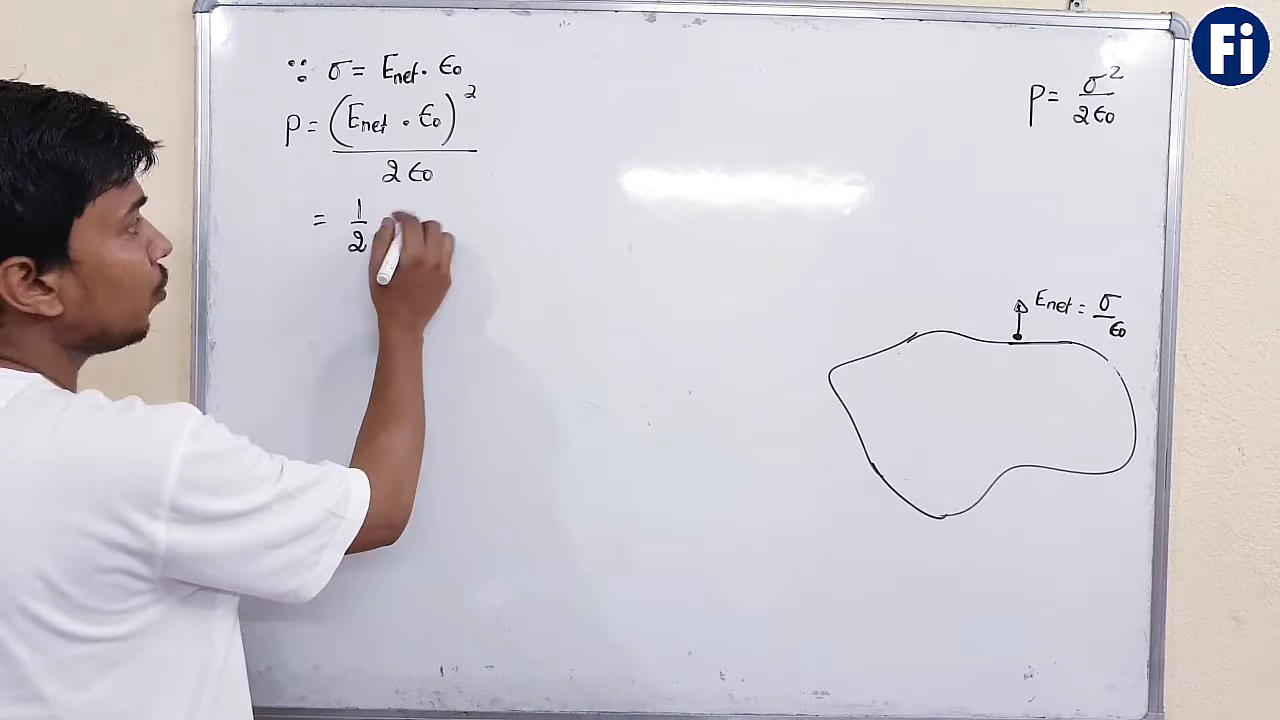 ∵ σ = Enet · ϵ0
P = (Enet · ϵ0)² / 2ϵ0
= 1/2
P = σ² / 2ϵ0
Enet = σ/ϵ0
Fi